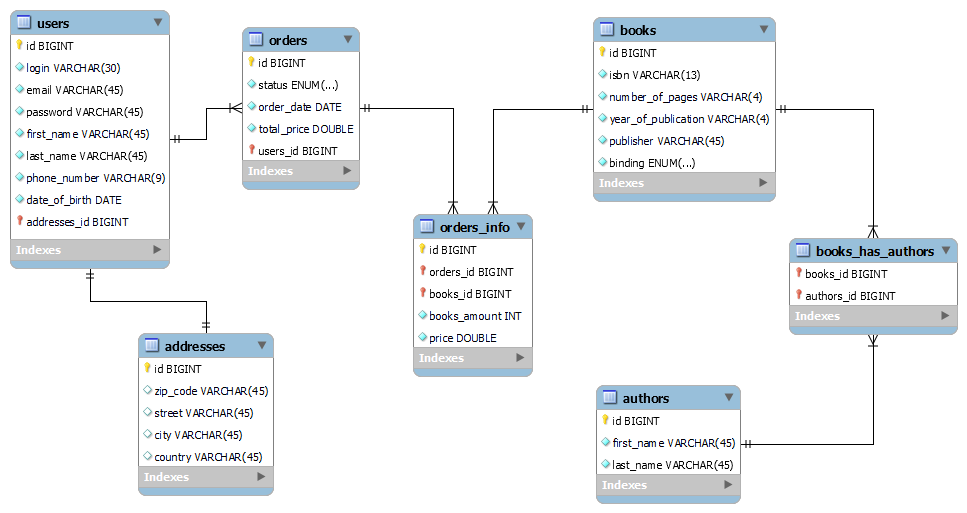 users
id BIGINT
login VARCHAR(30)
email VARCHAR(45)
password VARCHAR(45)
first_name VARCHAR(45)
last_name VARCHAR(45)
phone_number VARCHAR(9)
date_of_birth DATE
addresses_id BIGINT
Indexes
orders
id BIGINT
status ENUM(...)
order_date DATE
total_price DOUBLE
users_id BIGINT
Indexes
books
id BIGINT
isbn VARCHAR(13)
number_of_pages VARCHAR(4)
year_of_publication VARCHAR(4)
publisher VARCHAR(45)
binding ENUM(...)
Indexes
orders_info
id BIGINT
orders_id BIGINT
books_id BIGINT
books_amount INT
price DOUBLE
Indexes
books_has_authors
books_id BIGINT
authors_id BIGINT
Indexes
addresses
id BIGINT
zip_code VARCHAR(45)
street VARCHAR(45)
city VARCHAR(45)
country VARCHAR(45)
Indexes
authors
id BIGINT
first_name VARCHAR(45)
last_name VARCHAR(45)
Indexes